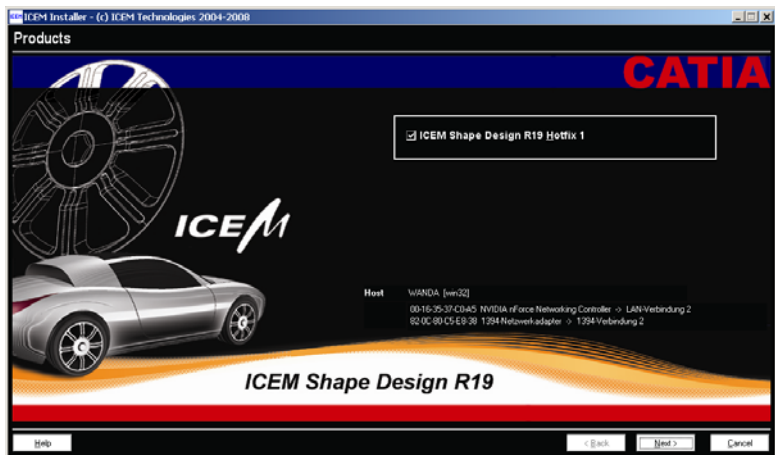 ICEM ICEM Installer - (c) ICEM Technologies 2004-2008
Products
CATIA
ICEM Shape Design R19 Hotfix 1
ICEM
Host WANDA [win32]
00-16-35-37-C0-A5 NVIDIA nForce Networking Controller -> LAN-Verbindung 2
82-0C-80-C5-E8-38 1394-Netzwerkadapter -> 1394-Verbindung 2
ICEM Shape Design R19
Help < Back Next > Cancel